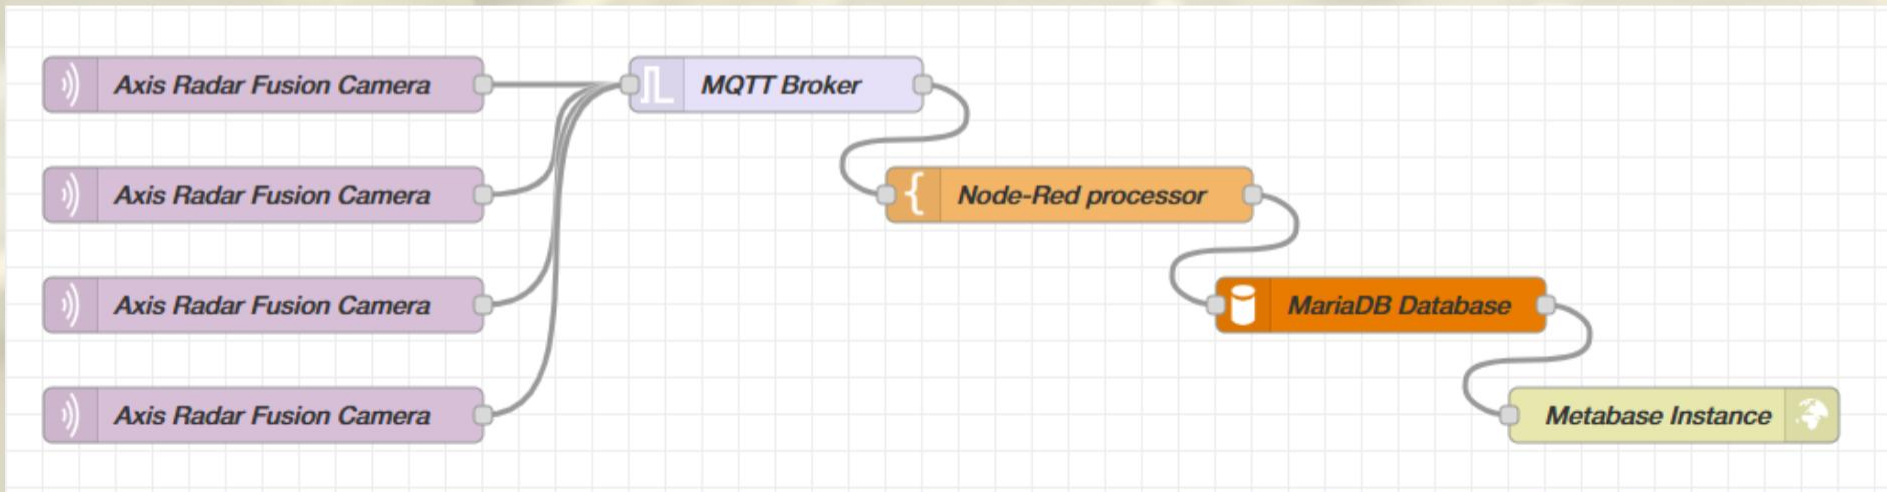 Axis Radar Fusion Camera
MQTT Broker
Axis Radar Fusion Camera
Node-Red processor
Axis Radar Fusion Camera
MariaDB Database
Axis Radar Fusion Camera
Metabase Instance